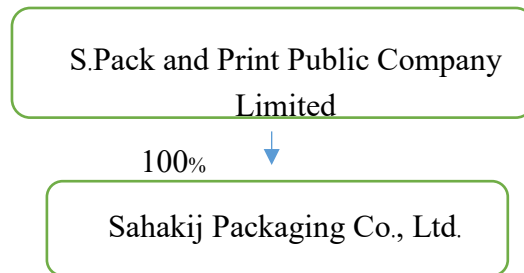 S.Pack and Print Public Company
Limited
100%
Sahakij Packaging Co., Ltd.